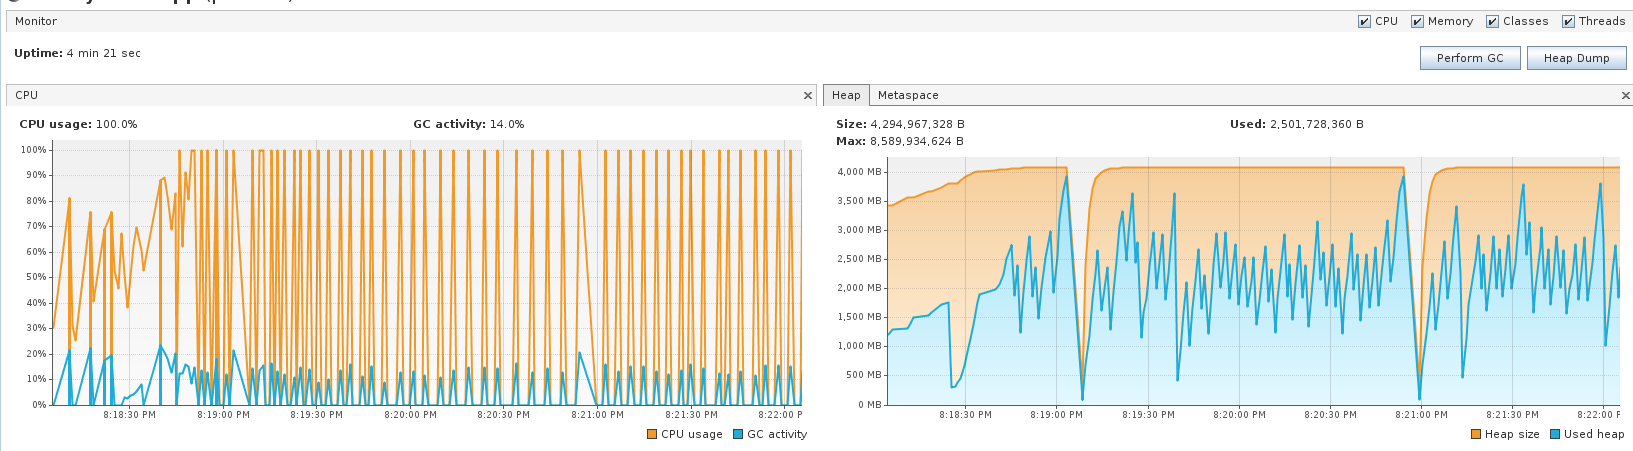 Monitor
CPU Memory Classes Threads
Uptime: 4 min 21 sec
Perform GC Heap Dump
CPU
CPU usage: 100.0% GC activity: 14.0%
100%
90%
80%
70%
60%
50%
40%
30%
20%
10%
0%
8:18:30 PM 8:19:00 PM 8:19:30 PM 8:20:00 PM 8:20:30 PM 8:21:00 PM 8:21:30 PM 8:22:00 P
CPU usage GC activity
Heap Metaspace
Size: 4,294,967,328 B Used: 2,501,728,360 B
Max: 8,589,934,624 B
4,000 MB
3,500 MB
3,000 MB
2,500 MB
2,000 MB
1,500 MB
1,000 MB
500 MB
0 MB
8:18:30 PM 8:19:00 PM 8:19:30 PM 8:20:00 PM 8:20:30 PM 8:21:00 PM 8:21:30 PM 8:22:00 P
Heap size Used heap